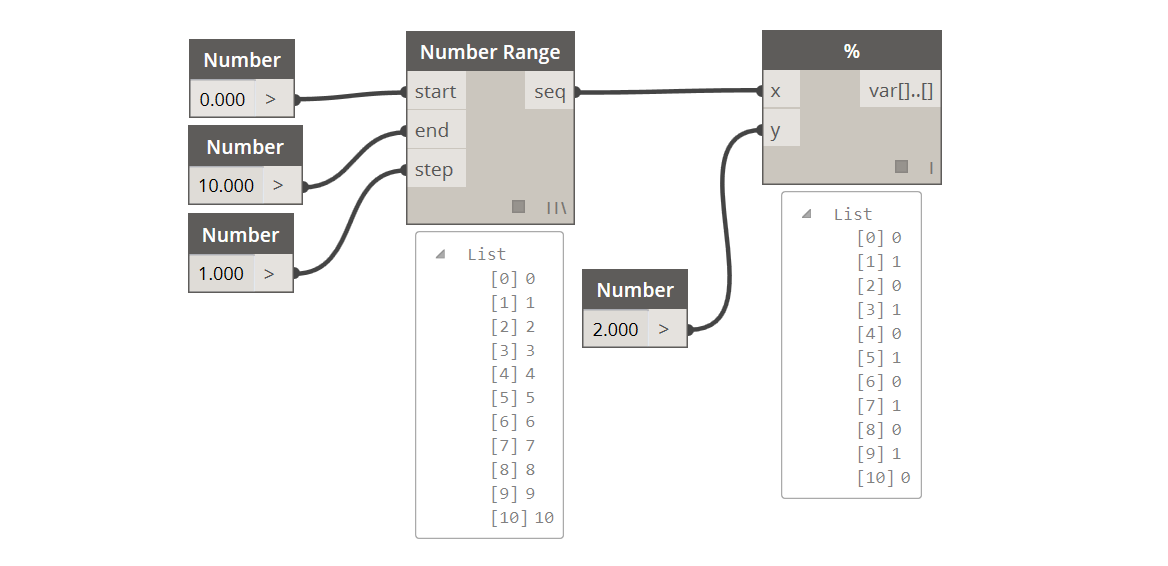 Number
0.000 >
Number
10.000 >
Number
1.000 >
Number Range
start seq
end
step
List
[0] 0
[1] 1
[2] 2
[3] 3
[4] 4
[5] 5
[6] 6
[7] 7
[8] 8
[9] 9
[10] 10
Number
2.000 >
%
x var[]..[]
y
List
[0] 0
[1] 1
[2] 0
[3] 1
[4] 0
[5] 1
[6] 0
[7] 1
[8] 0
[9] 1
[10] 0